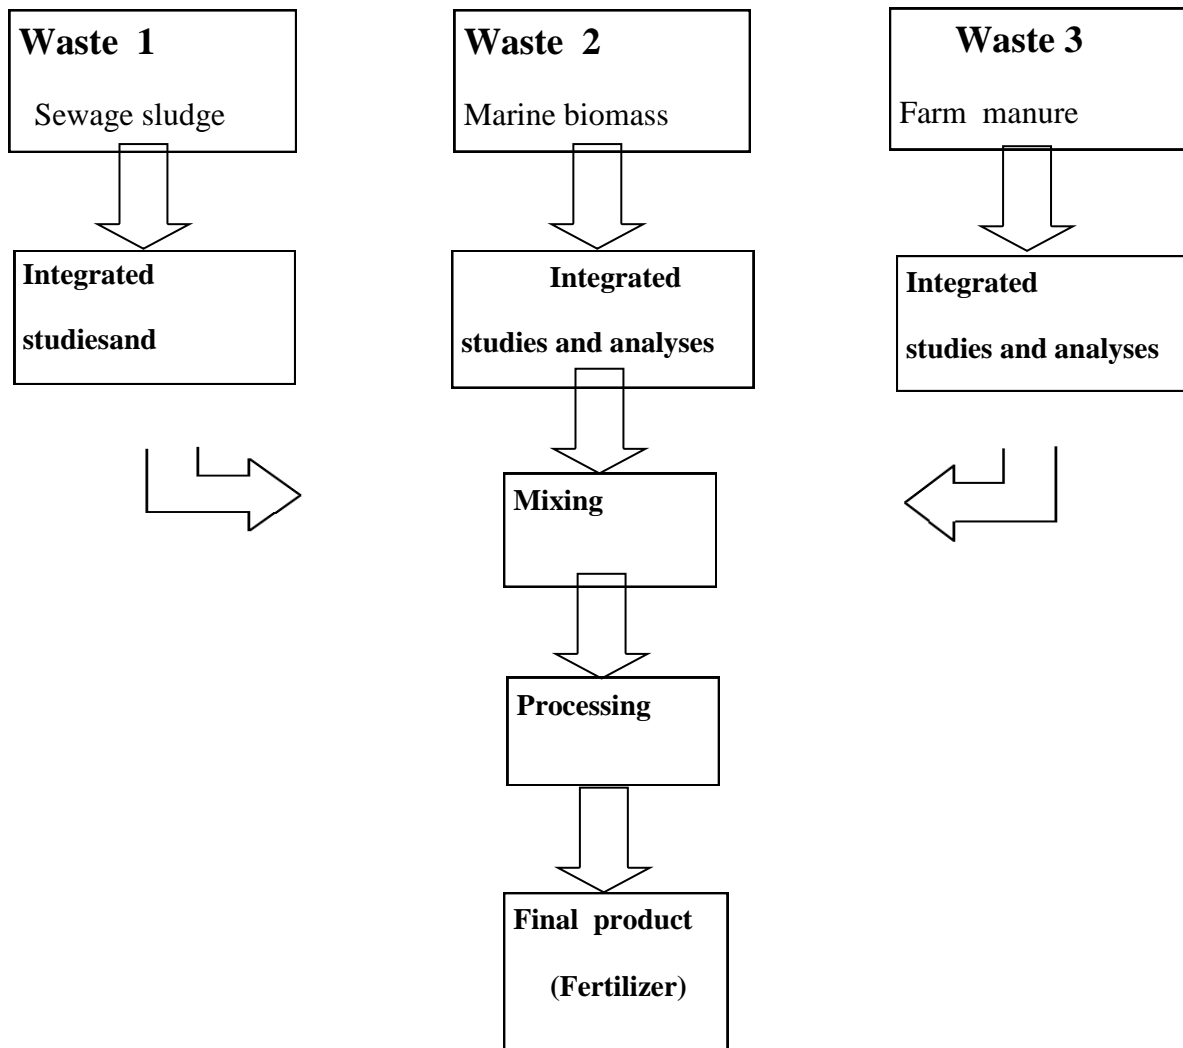 Waste 1
Sewage sludge
Waste 2
Marine biomass
Waste 3
Farm manure
Integrated
studiesand
Integrated
studies and analyses
Integrated
studies and analyses
Mixing
Processing
Final product
(Fertilizer)